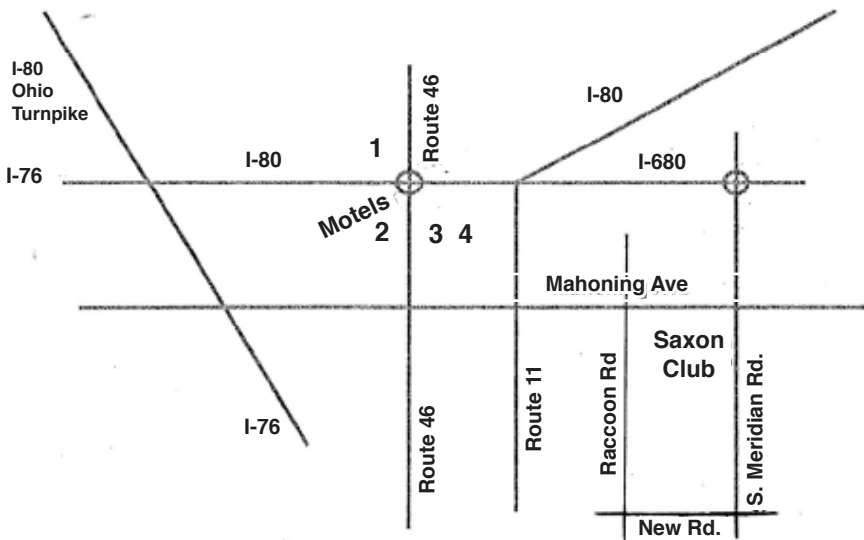 I-80
Ohio
Turnpike
Route 46
I-80
1
I-80
I-680
I-76
Motels
2
3 4
Mahoning Ave
Saxon
Club
I-76
Route 46
Route 11
Raccoon Rd
S. Meridian Rd.
New Rd.